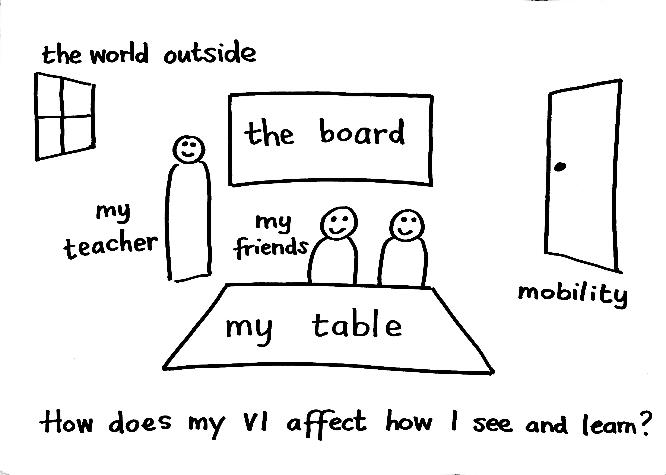 the world outside
the board
my
teacher
my
friends
mobility
my table
How does my VI affect how I see and learn?